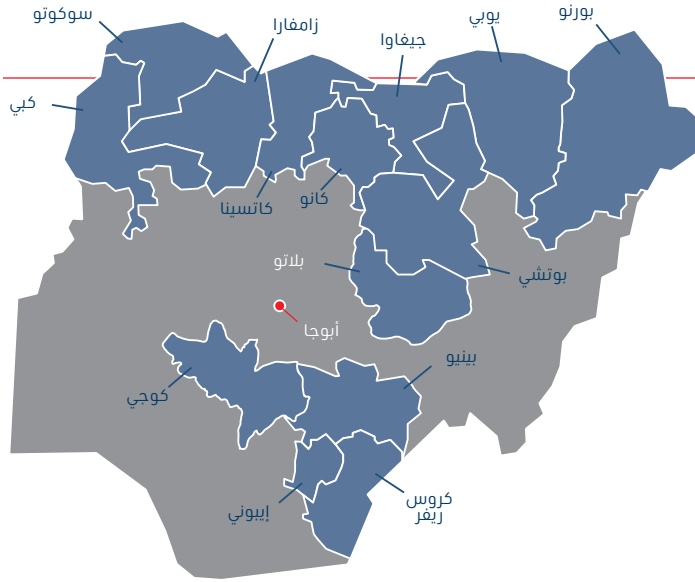 بورنو
يوبي
سوكوتو
زامفارا
جيغاوا
كبي
كانو
كاتسينا
بلاتو
بوتشي
أبوجا
بينيو
كوجي
كروس
ريفر
إيبوني